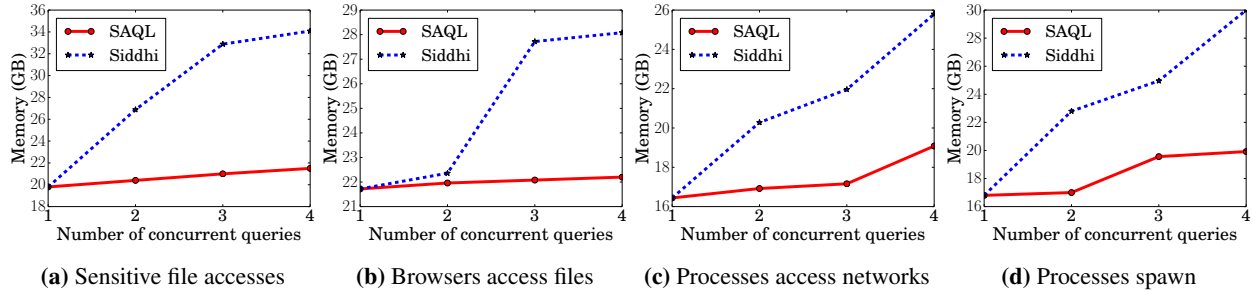 36
34
32
30
28
26
24
22
20
18
Memory (GB)
SAQL
Siddhi
1 2 3 4
Number of concurrent queries
(a) Sensitive file accesses
29
28
27
26
25
24
23
22
21
Memory (GB)
SAQL
Siddhi
1 2 3 4
Number of concurrent queries
(b) Browsers access files
26
24
22
20
18
16
Memory (GB)
SAQL
Siddhi
1 2 3 4
Number of concurrent queries
(c) Processes access networks
30
28
26
24
22
20
18
16
Memory (GB)
SAQL
Siddhi
1 2 3 4
Number of concurrent queries
(d) Processes spawn